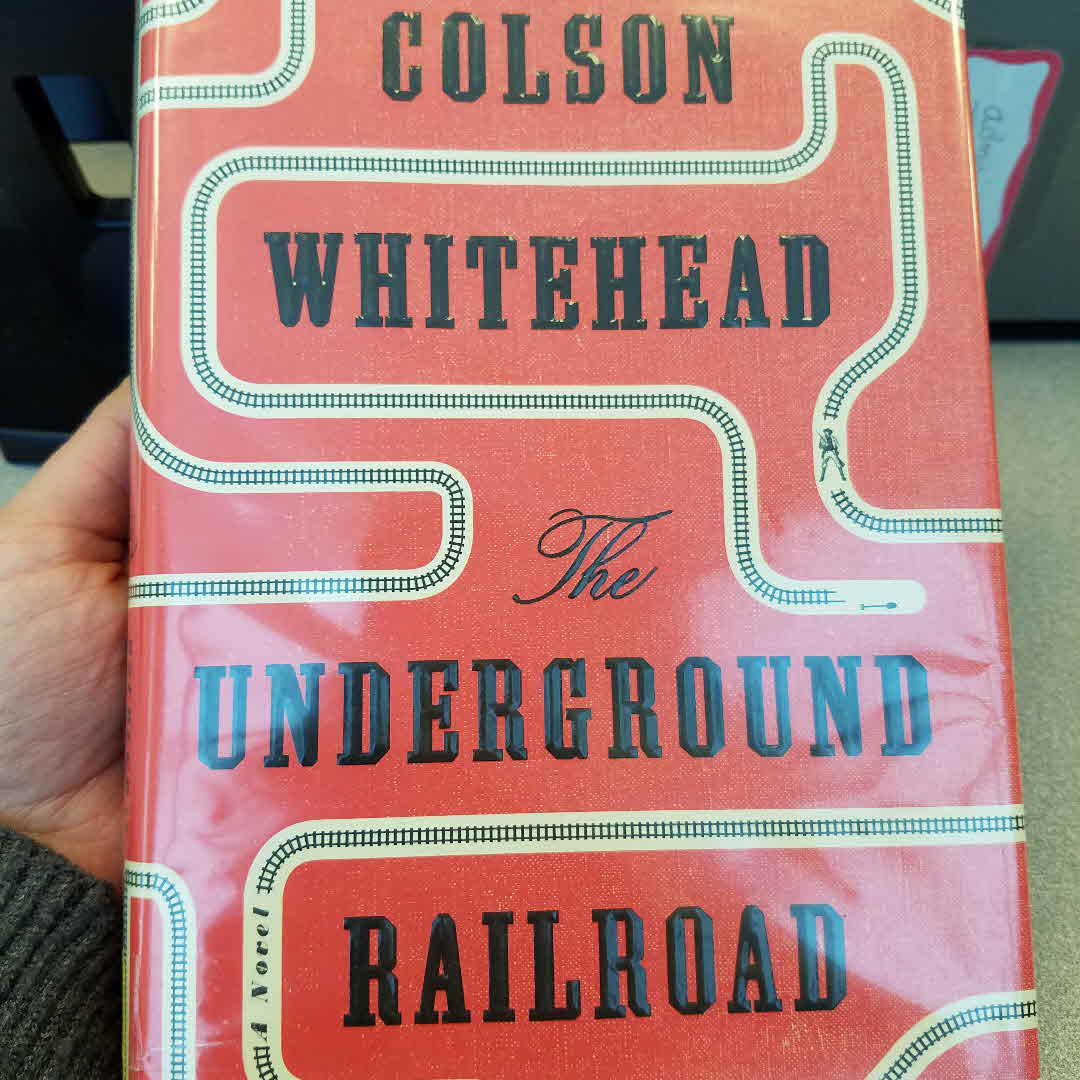 COLSON
WHITEHEAD
The
UNDERGROUND
RAILROAD
A Novel